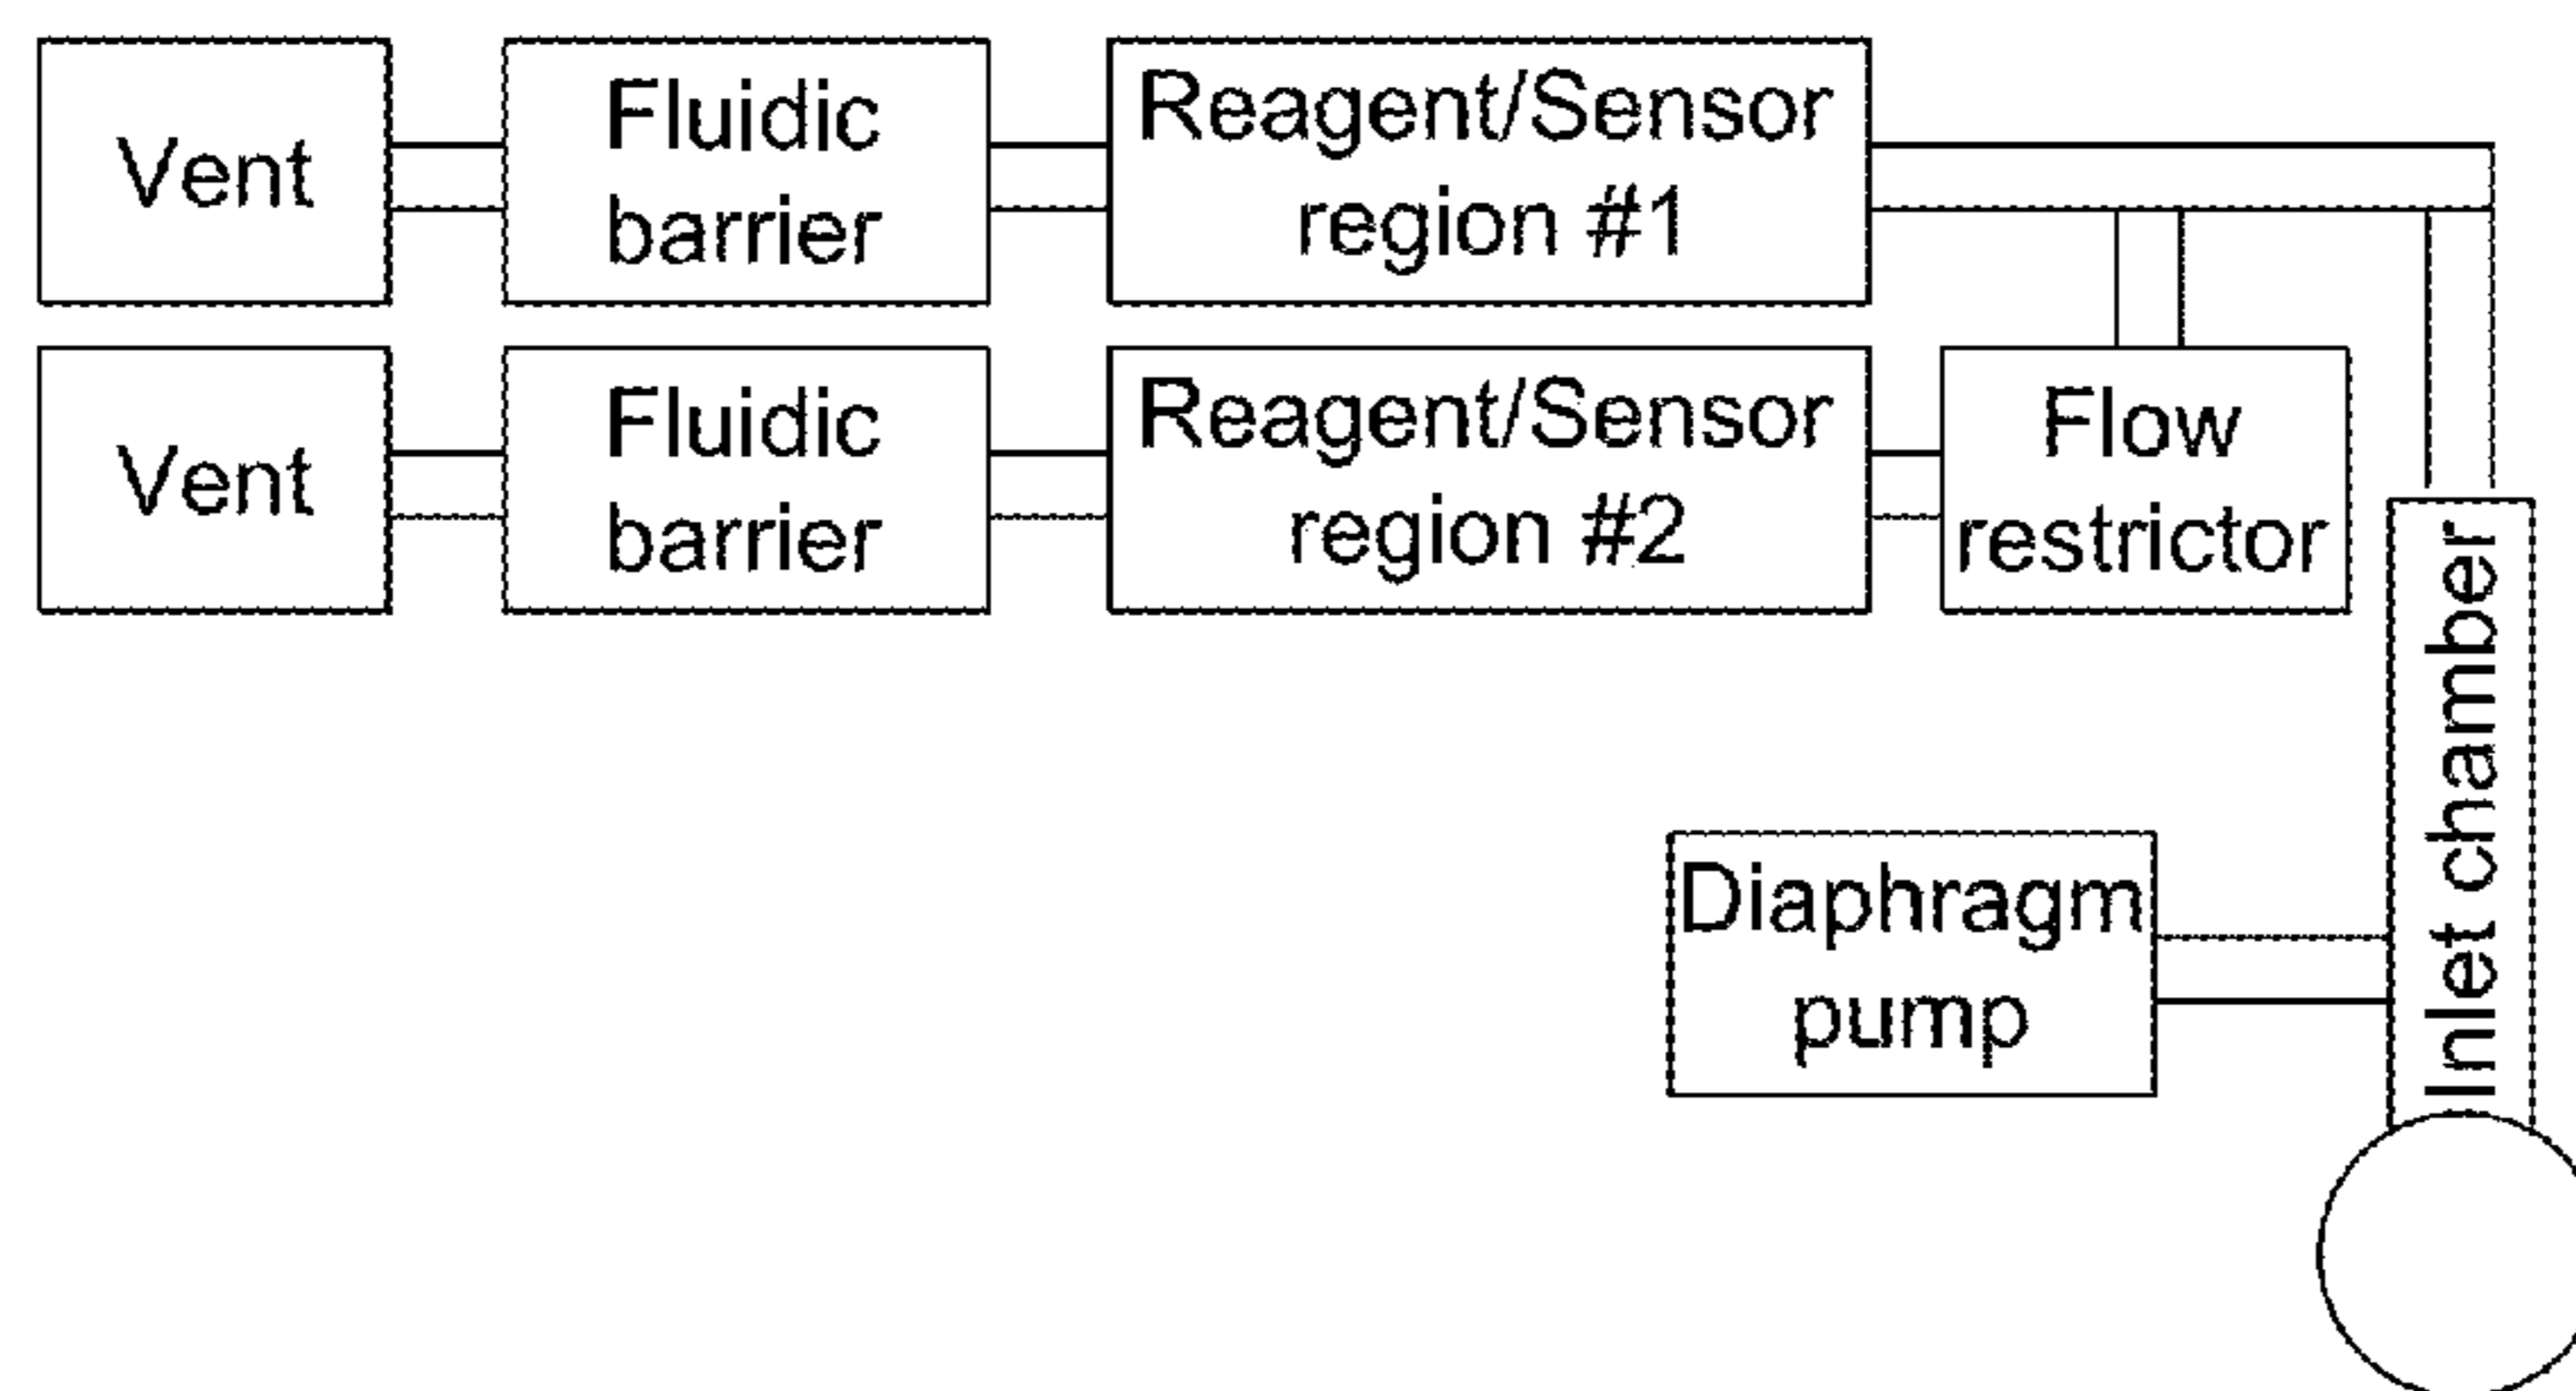 Vent
Fluidic
barrier
Reagent/Sensor
region #1
Vent
Fluidic
barrier
Reagent/Sensor
region #2
Flow
restrictor
Inlet chamber
Diaphragm
pump